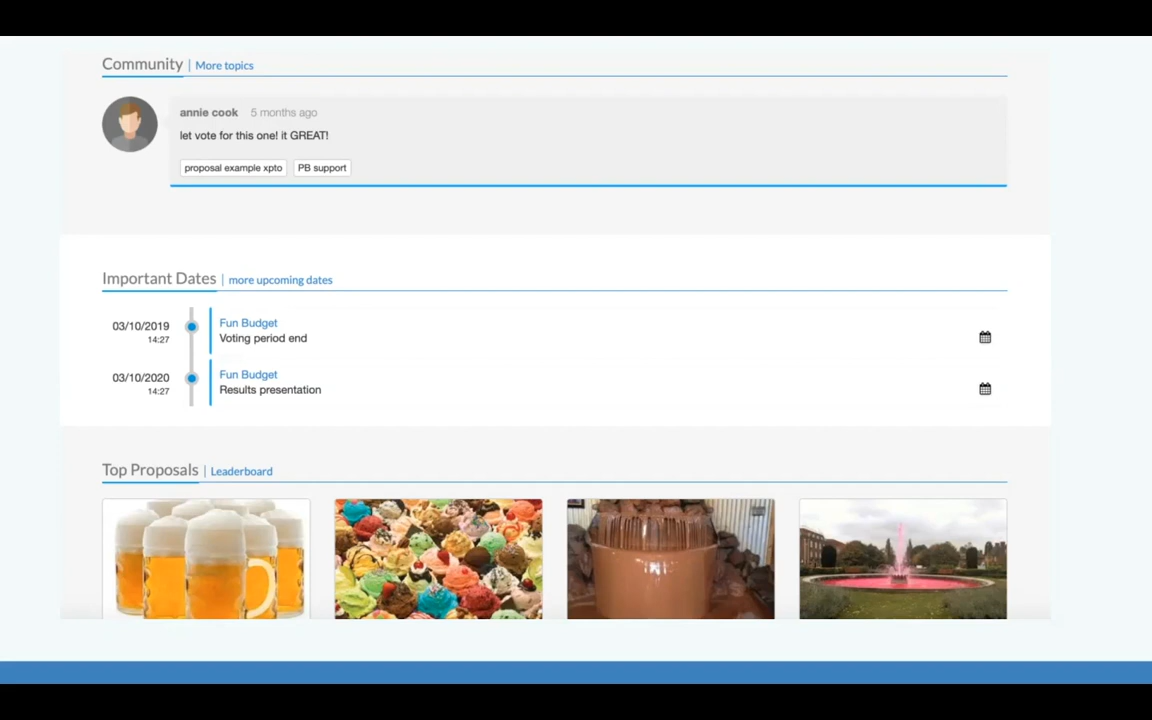 Community | More topics
annie cook 5 months ago
let vote for this one! it GREAT!
proposal example xpto PB support
Important Dates | more upcoming dates
03/10/2019 Fun Budget
14:27 Voting period end
03/10/2020 Fun Budget
14:27 Results presentation
Top Proposals | Leaderboard